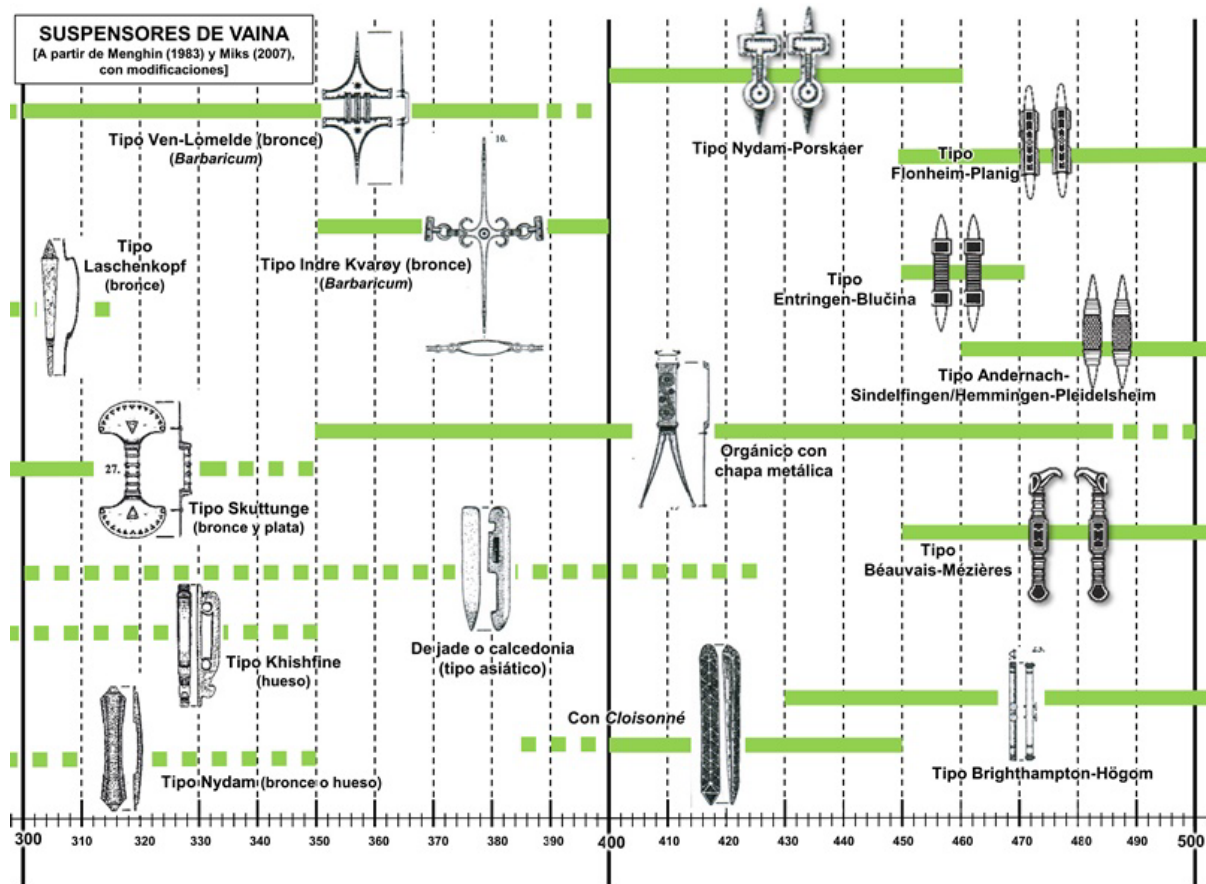 SUSPENSORES DE VAINA
[A partir de Menghin (1983) y Miks (2007),
con modificaciones]
Tipo Ven-Lomelde (bronce)
(Barbaricum)
10.
Tipo Nydam-Porskaer
Tipo
Flonheim-Planig
Tipo
Laschenkopf
(bronce)
Tipo Indre Kvarøy (bronce)
(Barbaricum)
Tipo
Entringen-Blučina
Tipo Andernach-
Sindelfingen/Hemmingen-Pleidelsheim
27.
Tipo Skuttunge
(bronce y plata)
Orgánico con
chapa metálica
Tipo
Béauvais-Mézières
Tipo Khishfine
(hueso)
De jade o calcedonia
(tipo asiático)
Con Cloisonné
Tipo Nydam (bronce o hueso)
Tipo Brighthampton-Högom
300 310 320 330 340 350 360 370 380 390 400 410 420 430 440 450 460 470 480 490 500